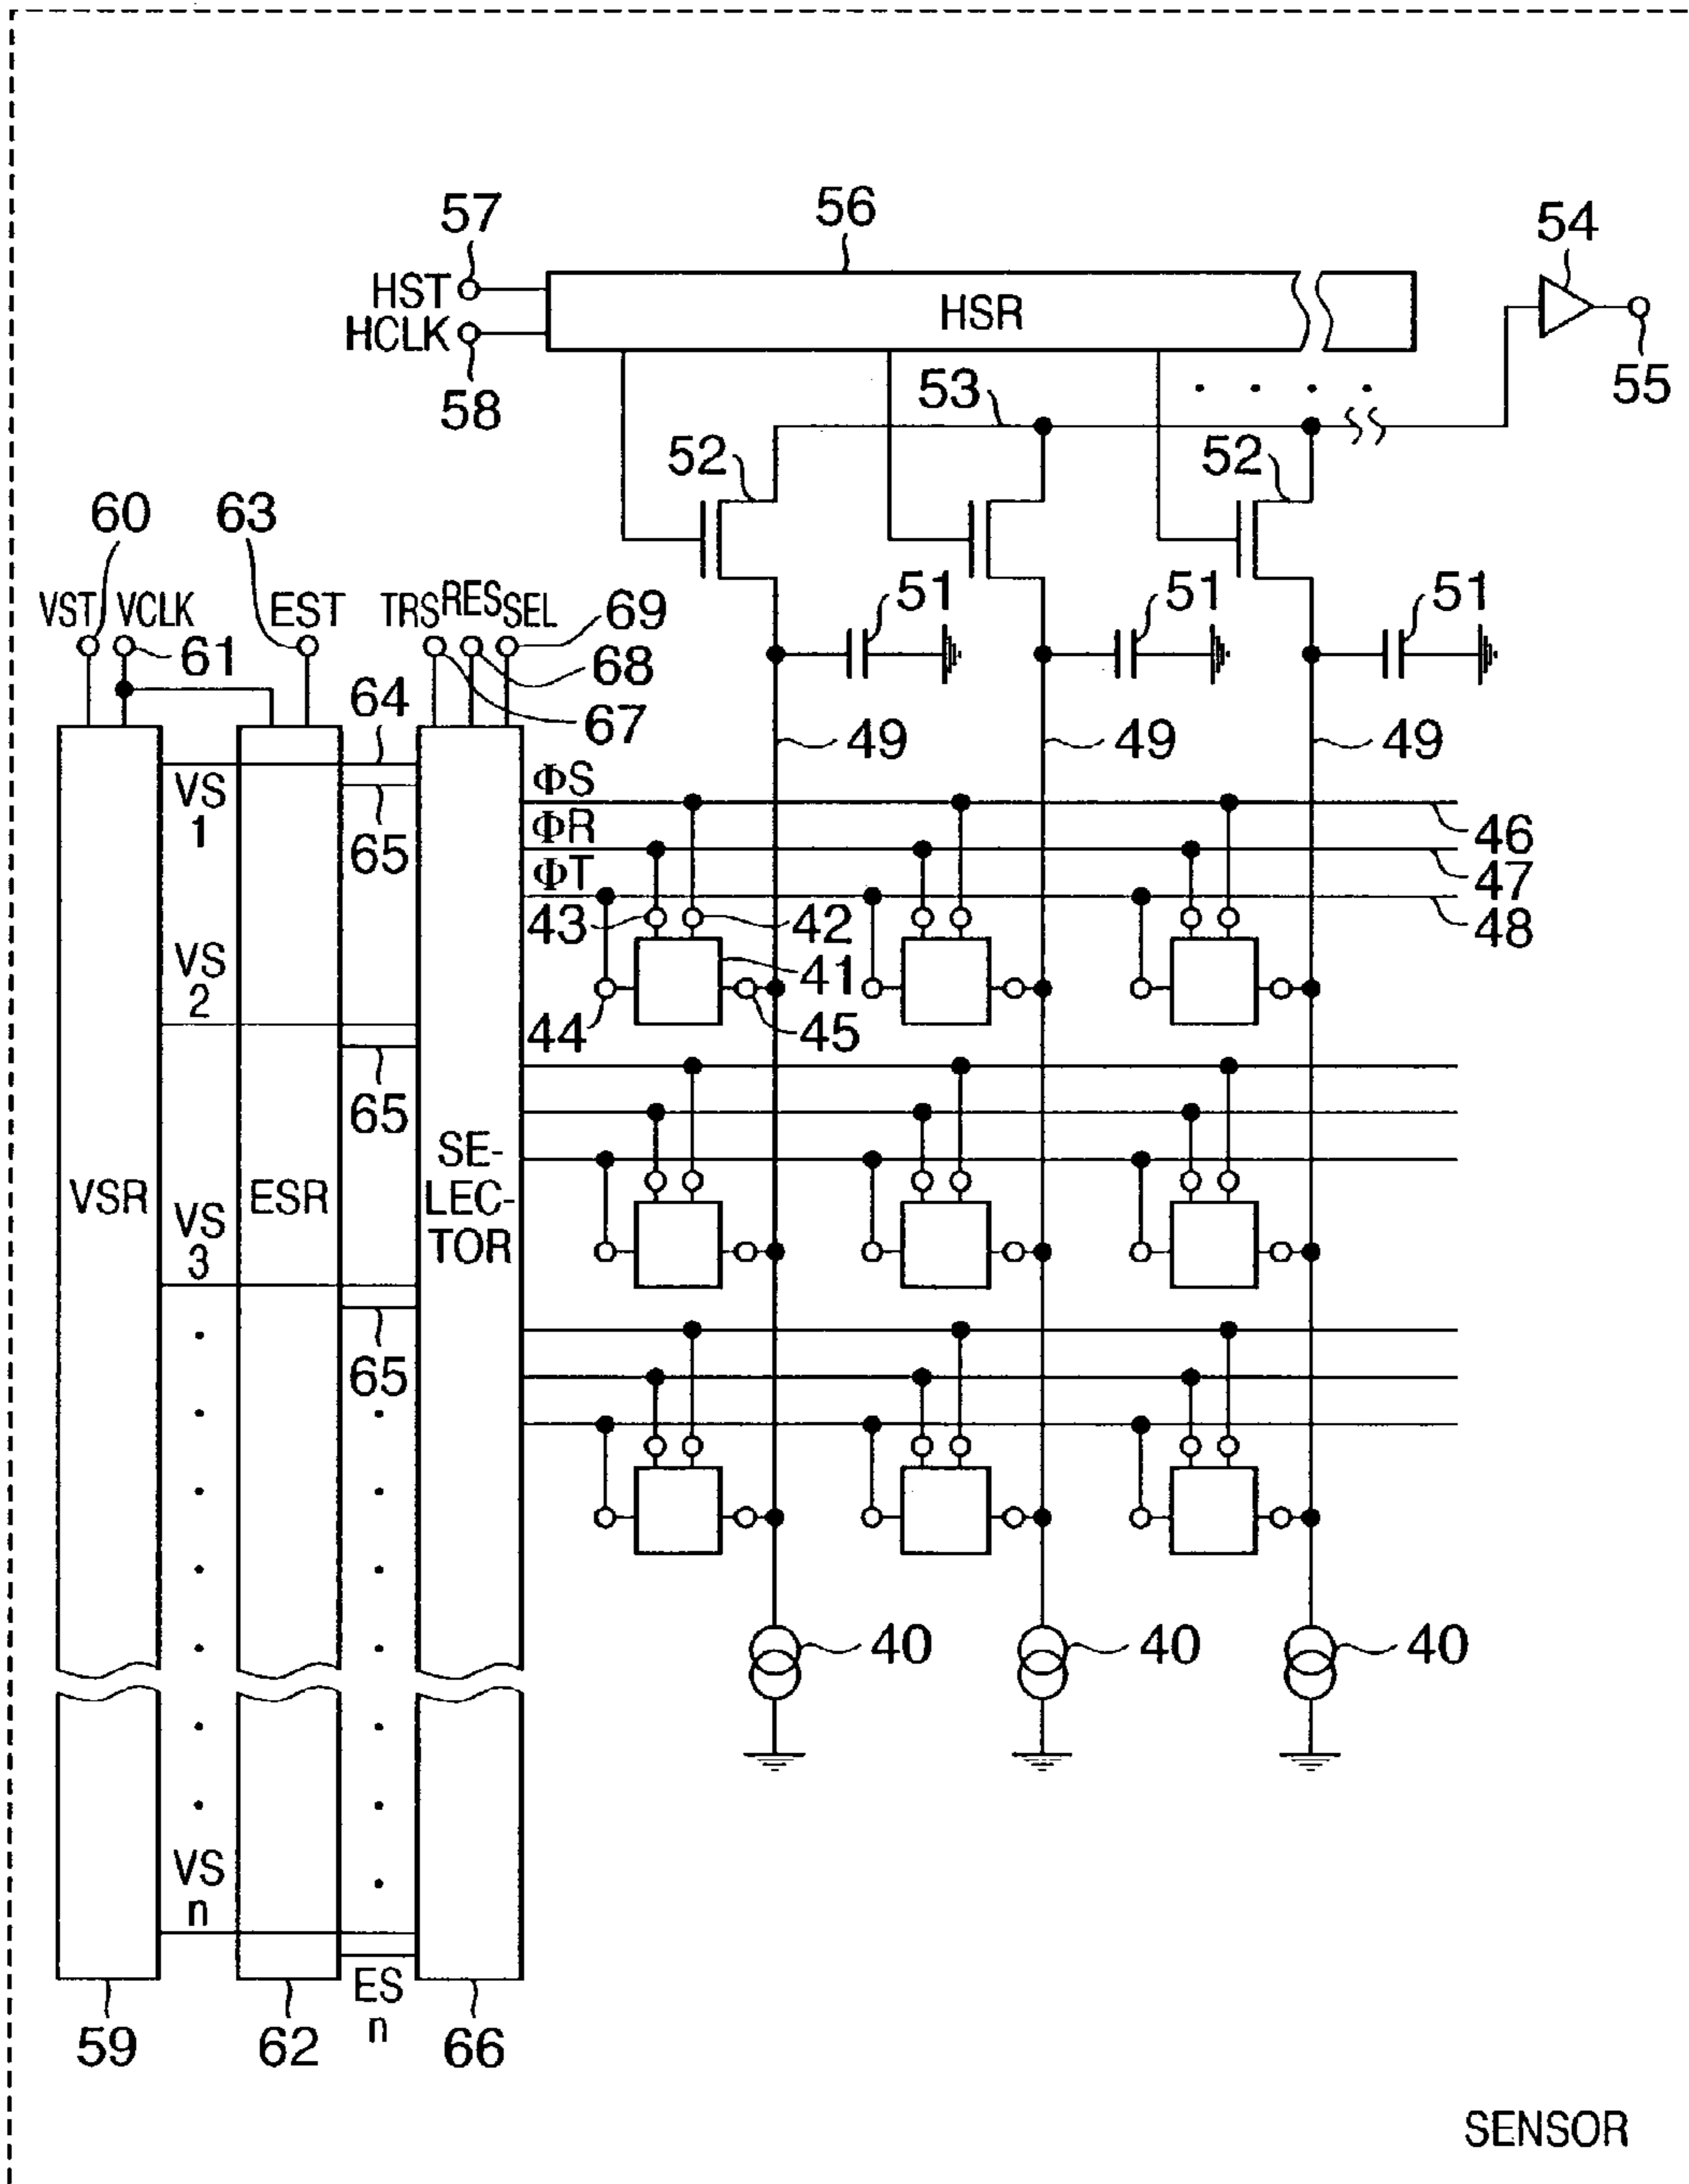 56
57
54
HST
HSR
HCLK
58
53
55
52
52
60
63
VST
VCLK
EST
TRS
RES
SEL
69
51
51
51
61
68
64
67
49
49
49
VS
1
ΦS
46
65
ΦR
47
ΦT
43
42
48
VS
2
41
44
45
65
SE-
LEC-
TOR
VSR
VS
3
ESR
65
40
40
40
VS
n
ES
n
59
62
66
SENSOR